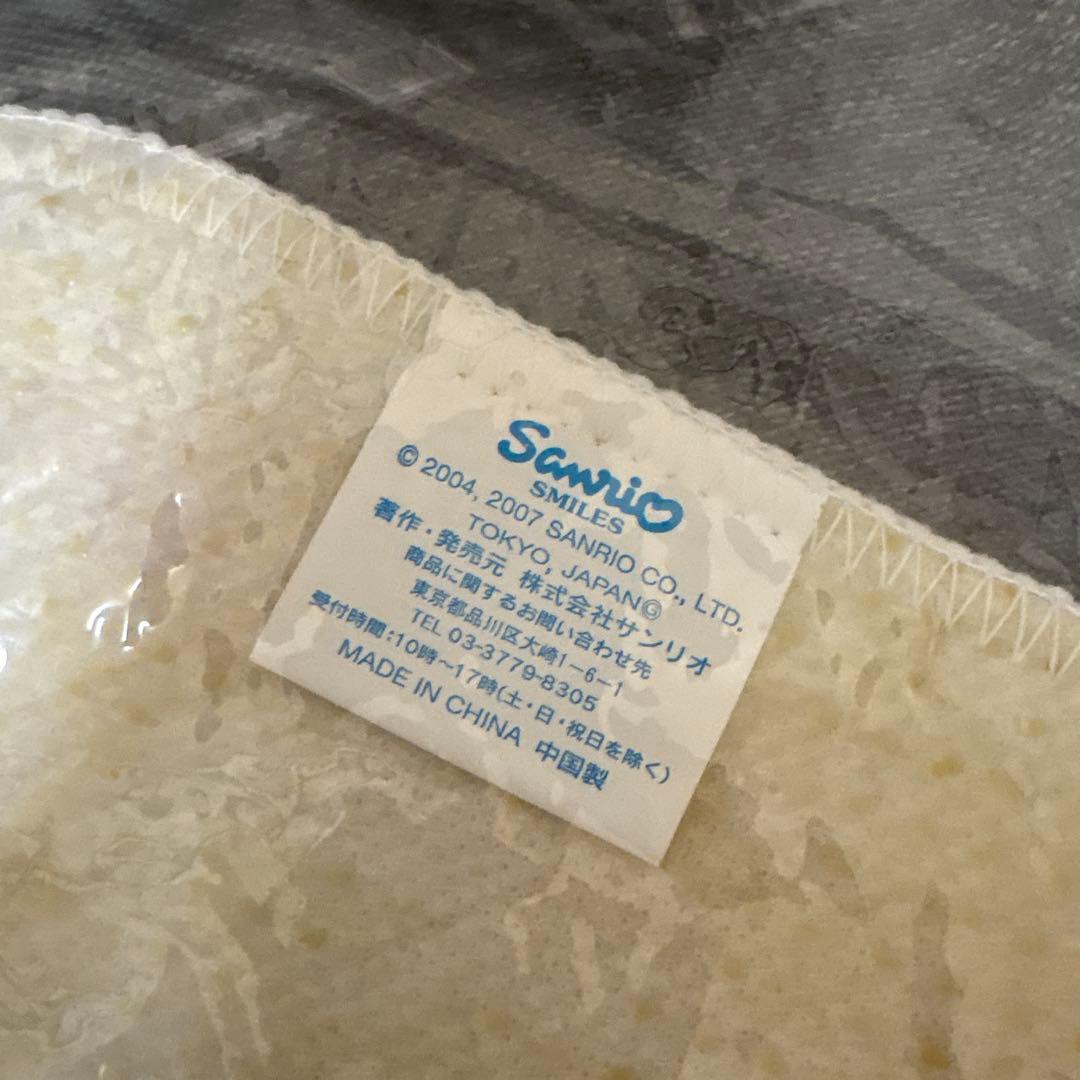 Sanrio
SMILES
© 2004, 2007 SANRIO CO., LTD.
TOKYO, JAPAN Ⓛ
著作・発売元 株式会社サンリオ
商品に関するお問い合わせ先
東京都品川区大崎1-6-1
TEL 03-3779-8305
受付時間:10時〜17時(土・日・祝日を除く)
MADE IN CHINA 中国製